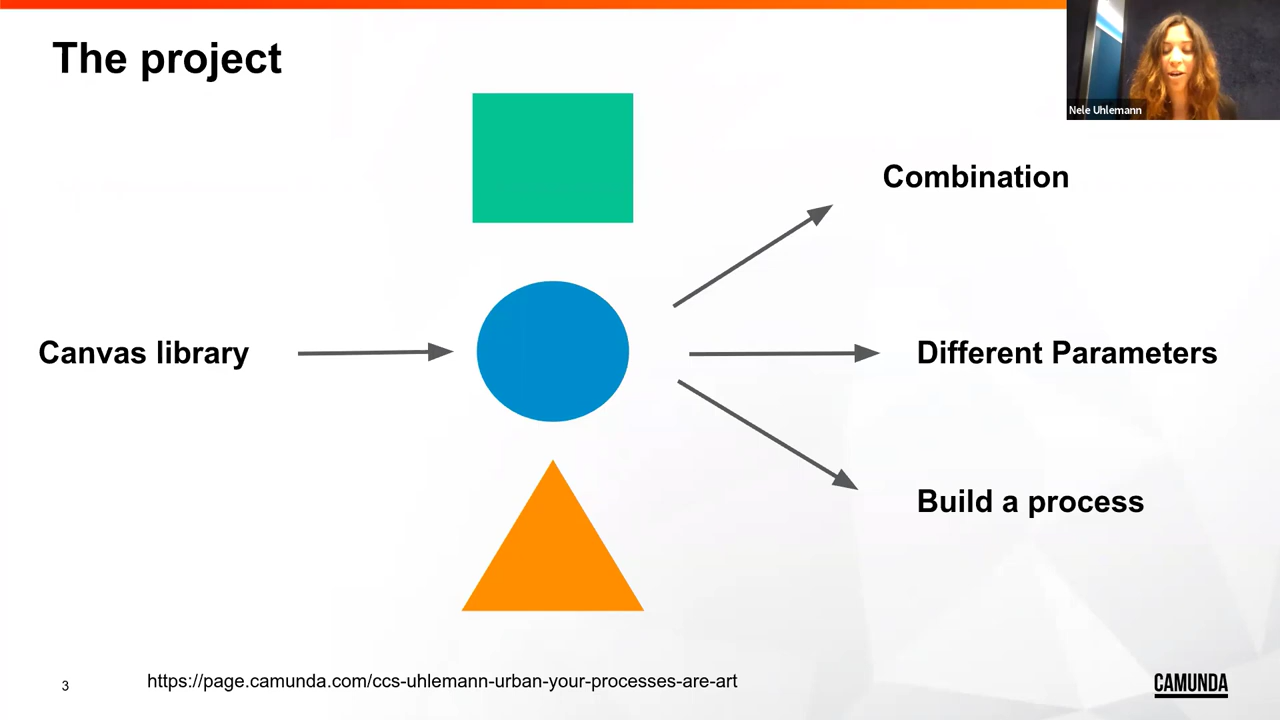 The project
Nele Uhlemann
Combination
Canvas library
Different Parameters
Build a process
3
https://page.camunda.com/ccs-uhlemann-urban-your-processes-are-art
CAMUNDA